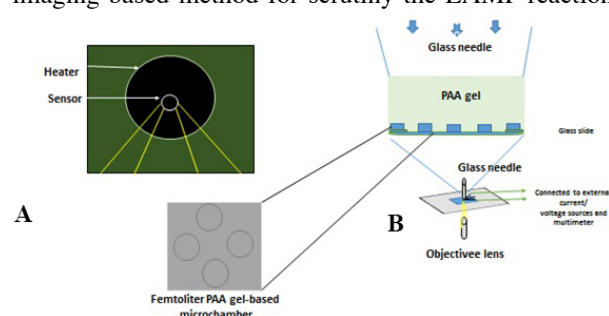 imaging based method for scrutiny the LAMP reaction
Heater
Sensor
A
Femtoliter PAA gel-based
microchamber
Glass needle
PAA gel
Glass slide
Glass needle
B
Connected to external
current/
voltage sources and
multimeter
Objectivee lens